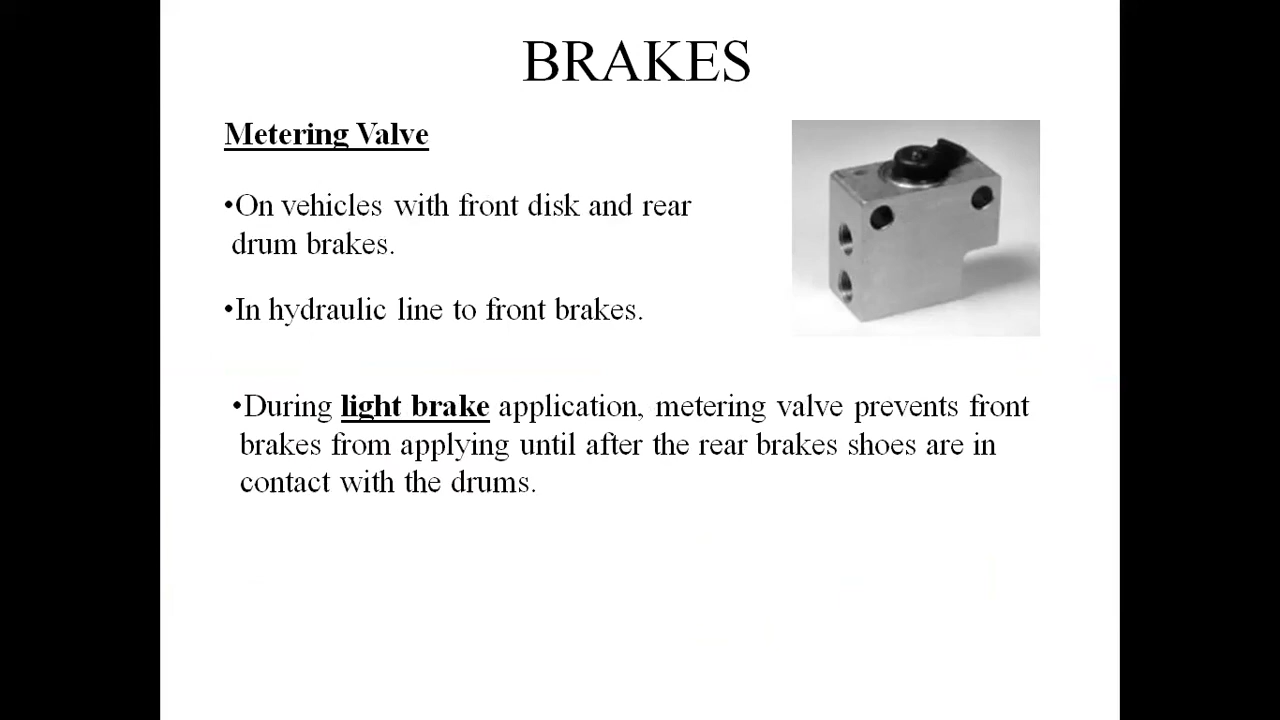 BRAKES
Metering Valve
•On vehicles with front disk and rear
drum brakes.
•In hydraulic line to front brakes.
•During light brake application, metering valve prevents front
brakes from applying until after the rear brakes shoes are in
contact with the drums.